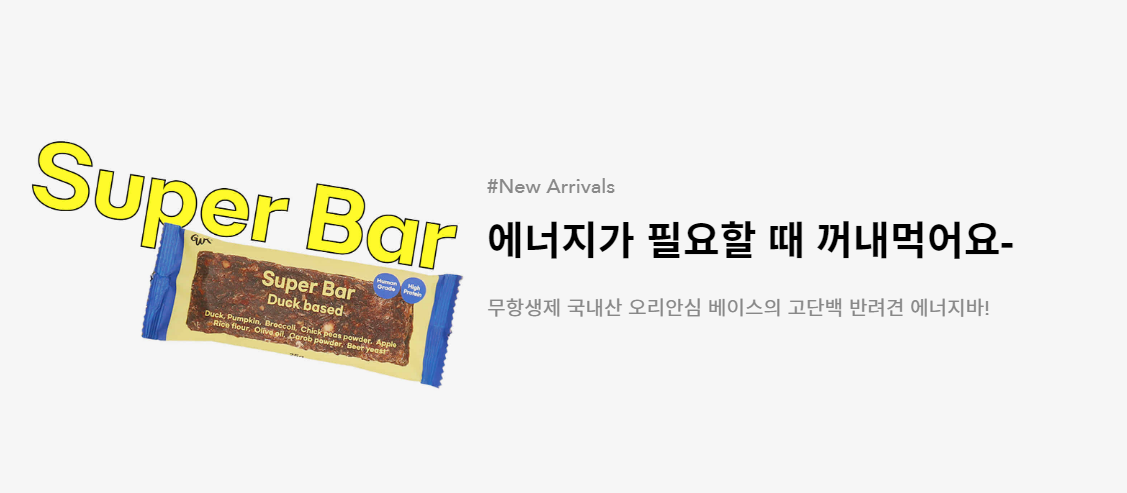 Super Bar
#New Arrivals
에너지가 필요할 때 꺼내먹어요-
무항생제 국내산 오리안심 베이스의 고단백 반려견 에너지바!
Super Bar
Duck based
Human
Grade
High
Protein
Duck, Pumpkin, Broccoli, Chick peas powder, Apple
Rice flour, Olive oil, Carob powder, Beer yeast